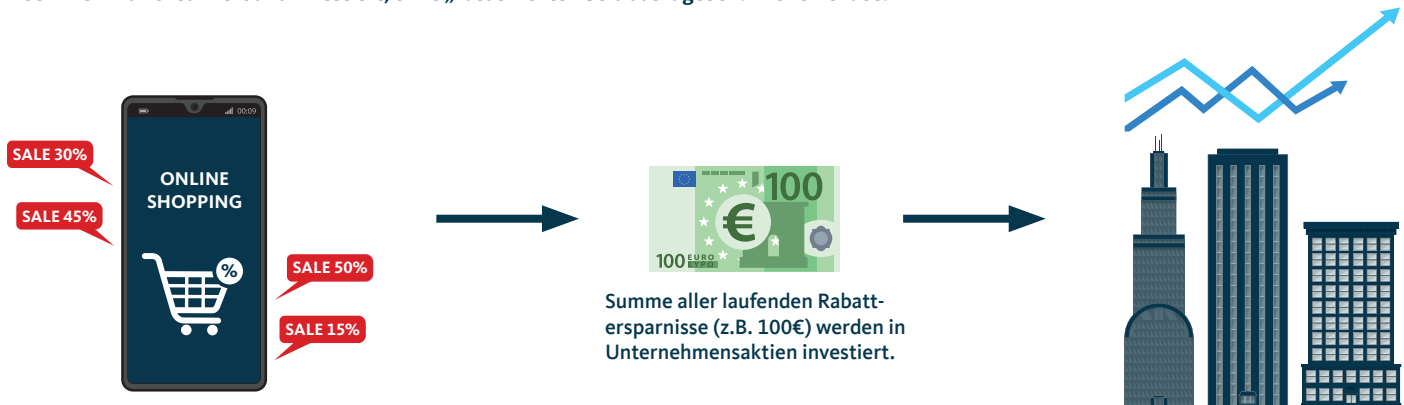 00:09
SALE 30%
ONLINE
SHOPPING
SALE 45%
%
SALE 50%
SALE 15%
100
€
100 EURO
ΕΥΡΩ
Summe aller laufenden Rabatt-
ersparnisse (z.B. 100€) werden in
Unternehmensaktien investiert.